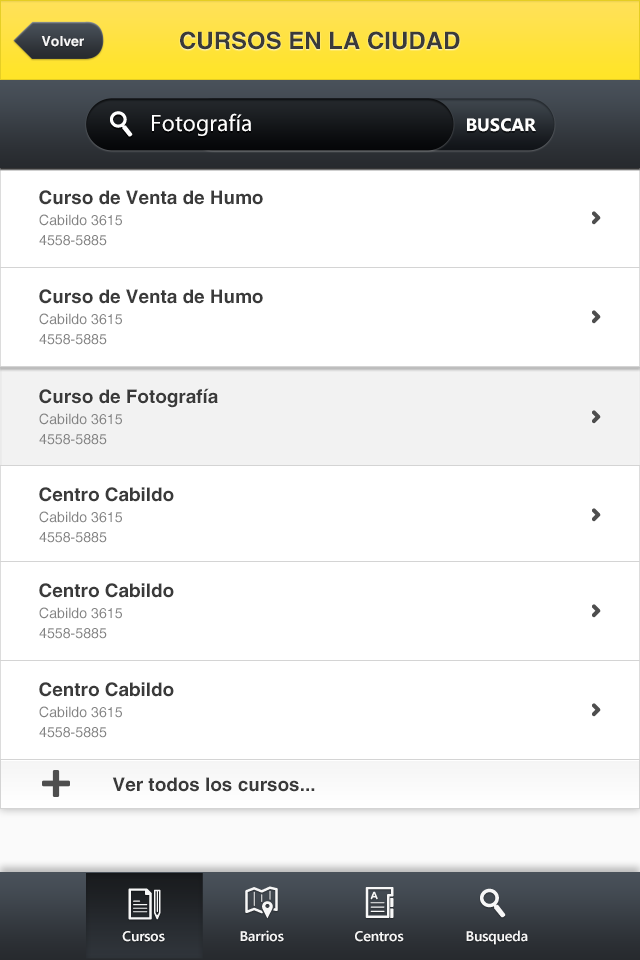 Volver
CURSOS EN LA CIUDAD
Fotografía
BUSCAR
Curso de Venta de Humo
Cabildo 3615
4558-5885
Curso de Venta de Humo
Cabildo 3615
4558-5885
Curso de Fotografía
Cabildo 3615
4558-5885
Centro Cabildo
Cabildo 3615
4558-5885
Centro Cabildo
Cabildo 3615
4558-5885
Centro Cabildo
Cabildo 3615
4558-5885
Ver todos los cursos...
Cursos
Barrios
A
Centros
Busqueda